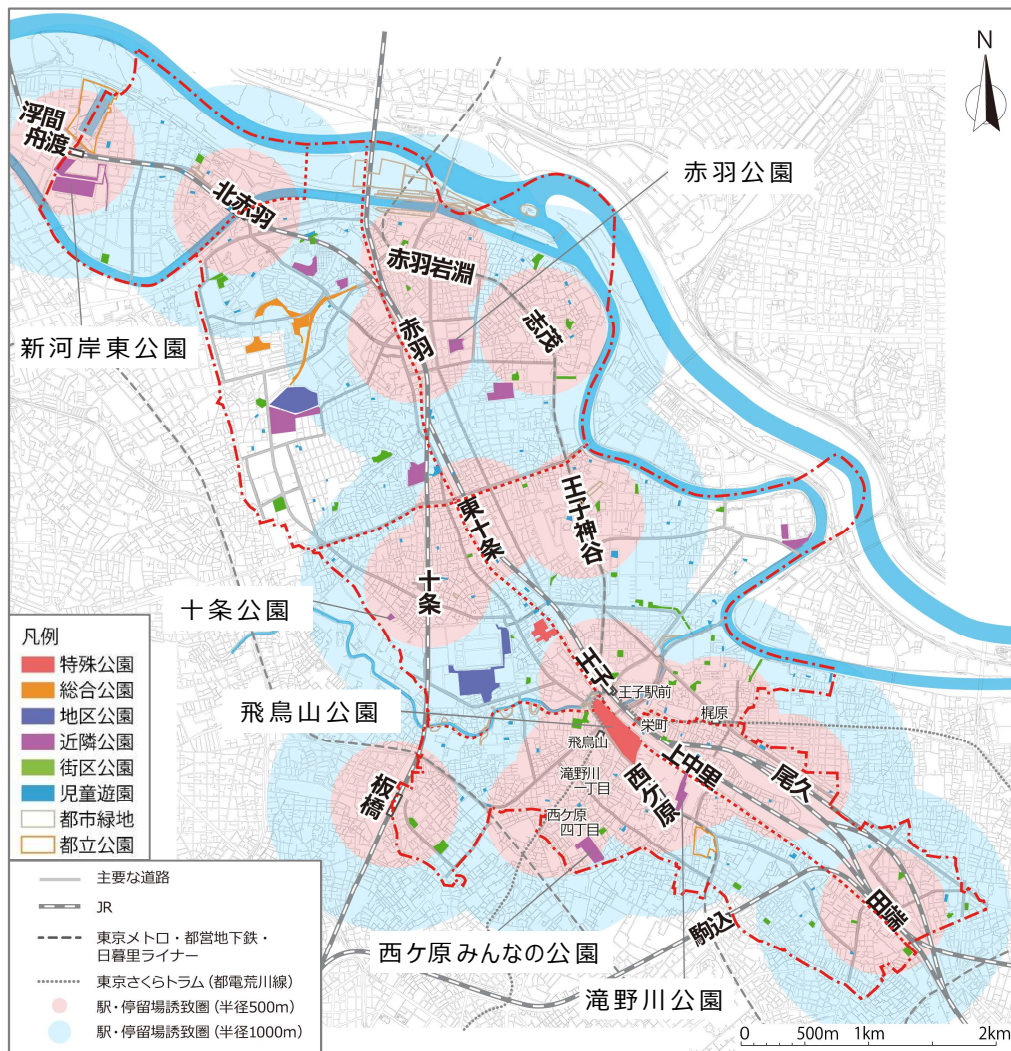 N
浮間
舟渡
北赤羽
赤羽公園
赤羽岩淵
志茂
赤羽
新河岸東公園
王子神谷
東十条
十条
十条公園
凡例
特殊公園
総合公園
地区公園
近隣公園
街区公園
児童遊園
都市緑地
都立公園
王子
王子駅前
飛鳥山公園
栄町
梶原
飛鳥山
上中里
尾久
西ケ原
滝野川
一丁目
板橋
西ケ原
四丁目
田端
駒込
西ケ原みんなの公園
滝野川公園
主要な道路
JR
東京メトロ・都営地下鉄・
日暮里ライナー
東京さくらトラム(都電荒川線)
駅・停留場誘致圏(半径500m)
駅・停留場誘致圏(半径1000m)
0 500m 1km 2km